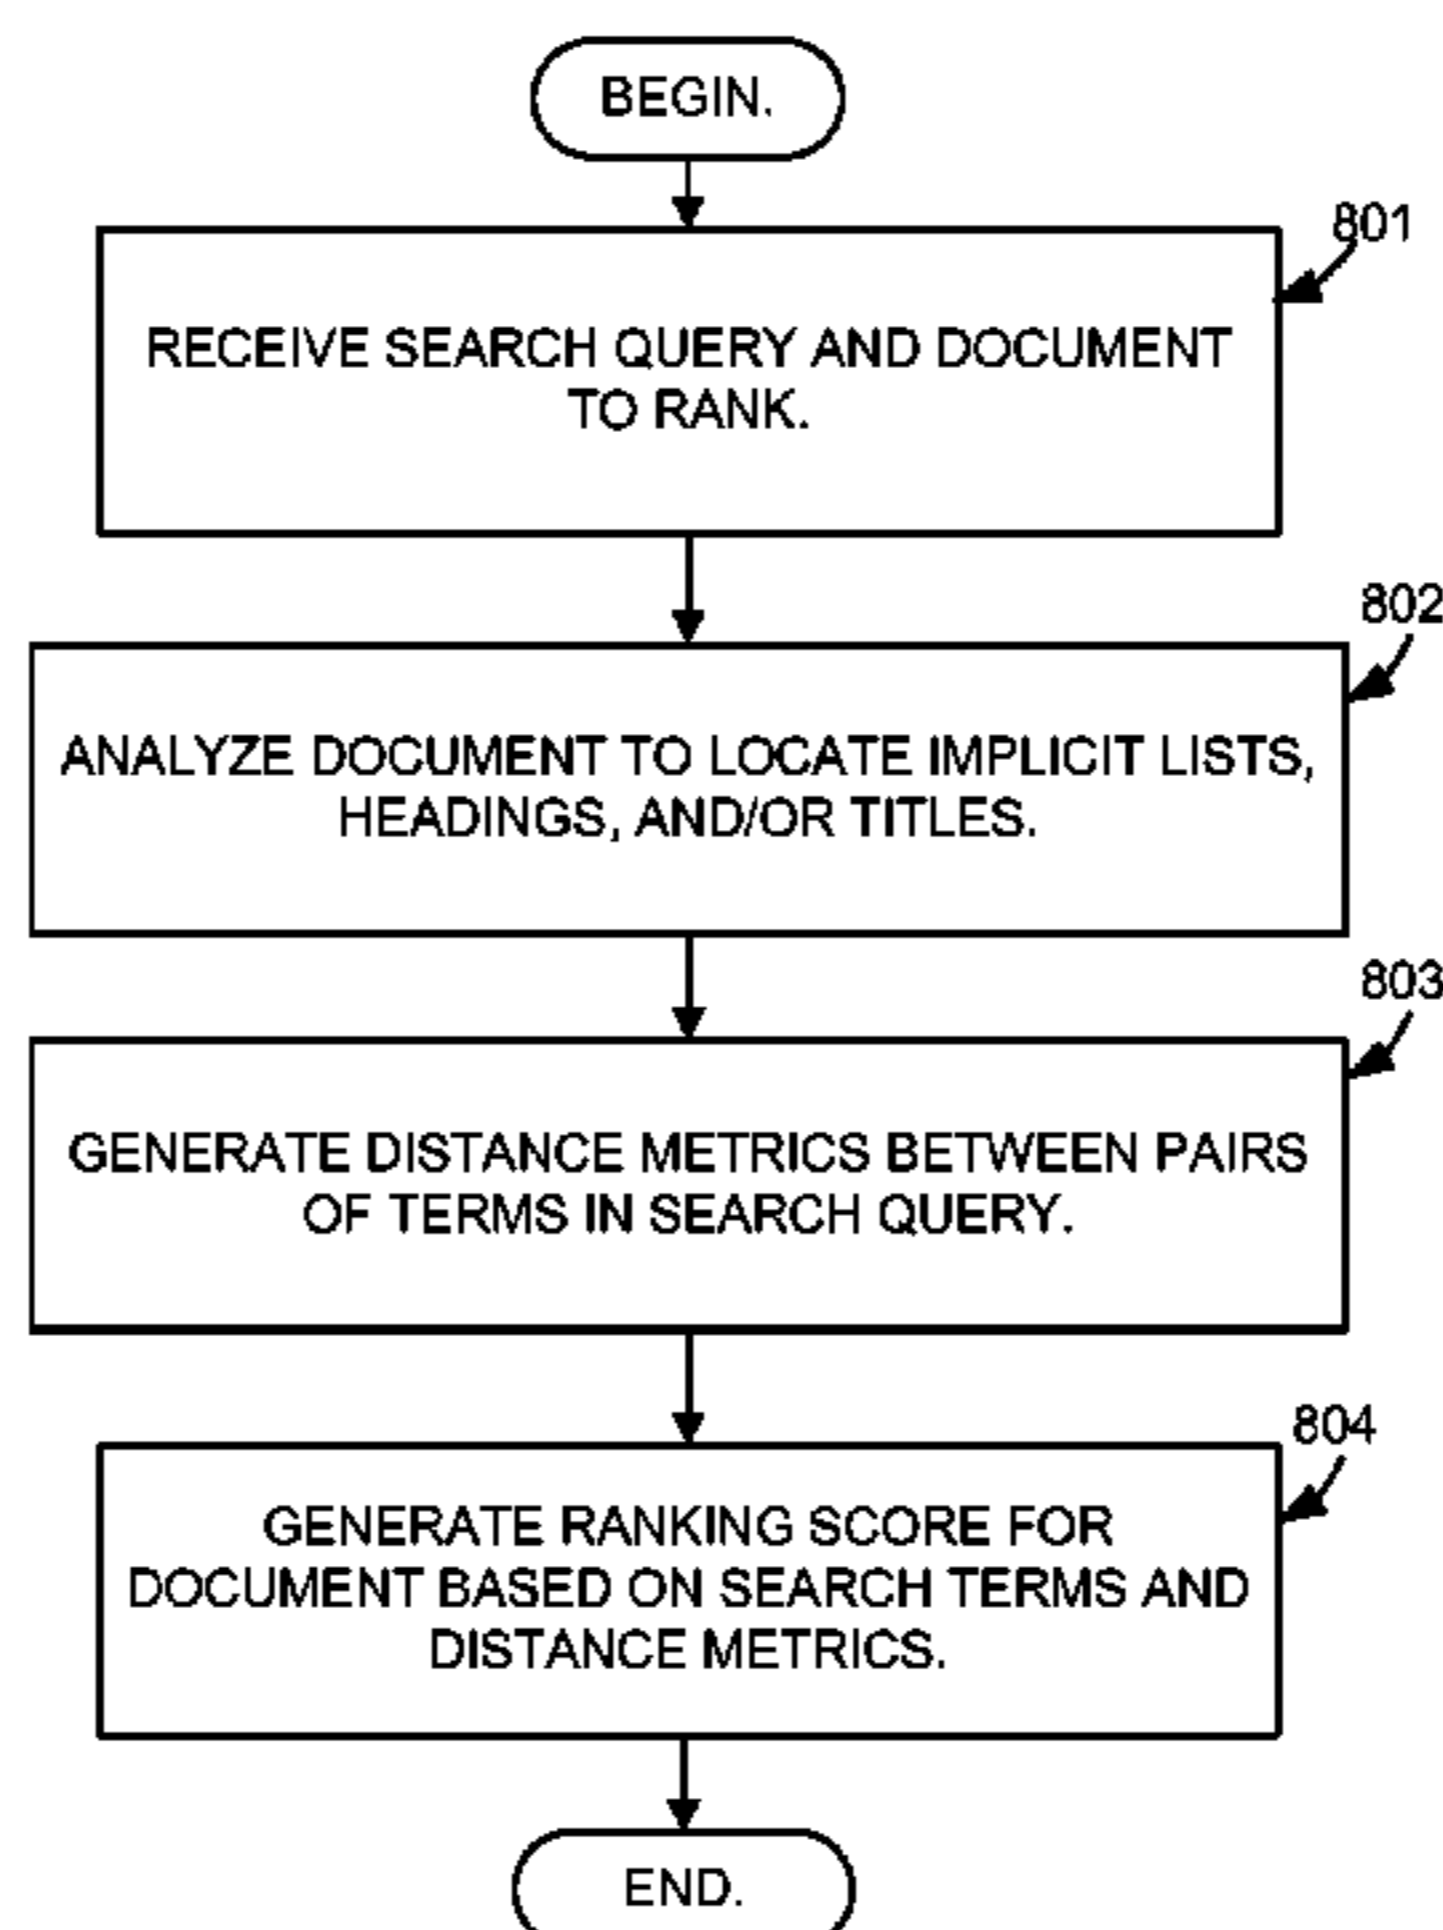 BEGIN.
801
RECEIVE SEARCH QUERY AND DOCUMENT
TO RANK.
802
ANALYZE DOCUMENT TO LOCATE IMPLICIT LISTS,
HEADINGS, AND/OR TITLES.
803
GENERATE DISTANCE METRICS BETWEEN PAIRS
OF TERMS IN SEARCH QUERY.
804
GENERATE RANKING SCORE FOR
DOCUMENT BASED ON SEARCH TERMS AND
DISTANCE METRICS.
END.